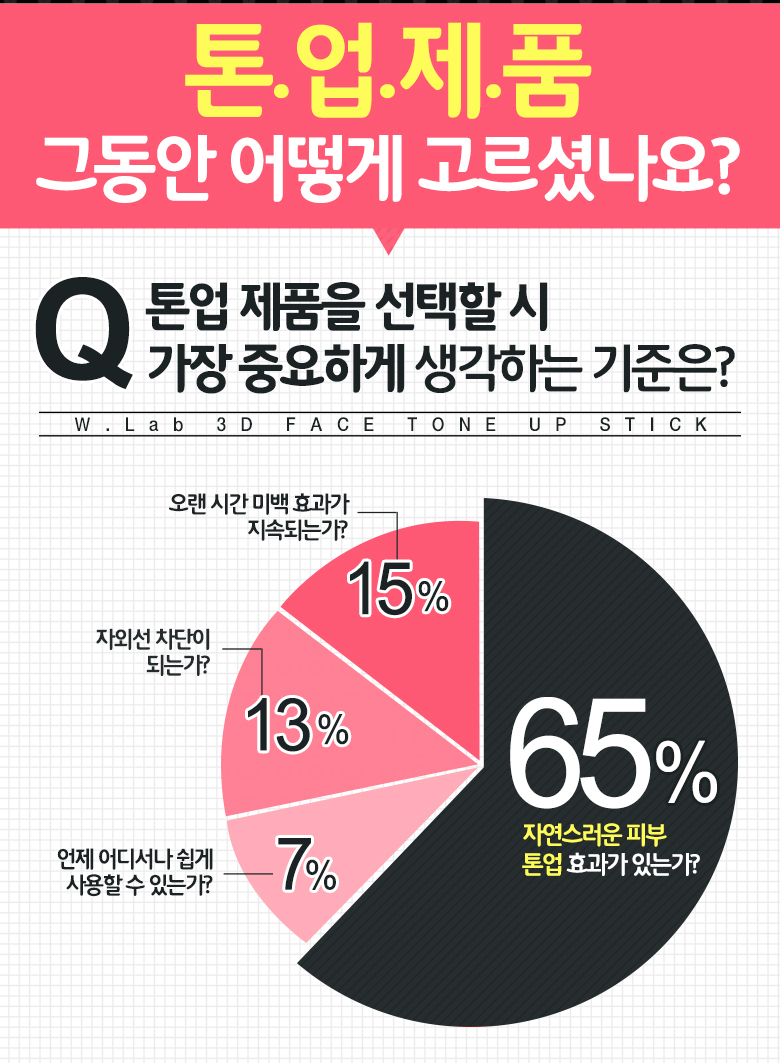 톤.업.제.품
그동안 어떻게 고르셨나요?
Q 톤업 제품을 선택할 시
가장 중요하게 생각하는 기준은?
W.Lab 3D FACE TONE UP STICK
오랜 시간 미백 효과가
지속되는가?
15%
자외선 차단이
되는가?
13%
언제 어디서나 쉽게
사용할 수 있는가?
7%
65%
자연스러운 피부
톤업 효과가 있는가?